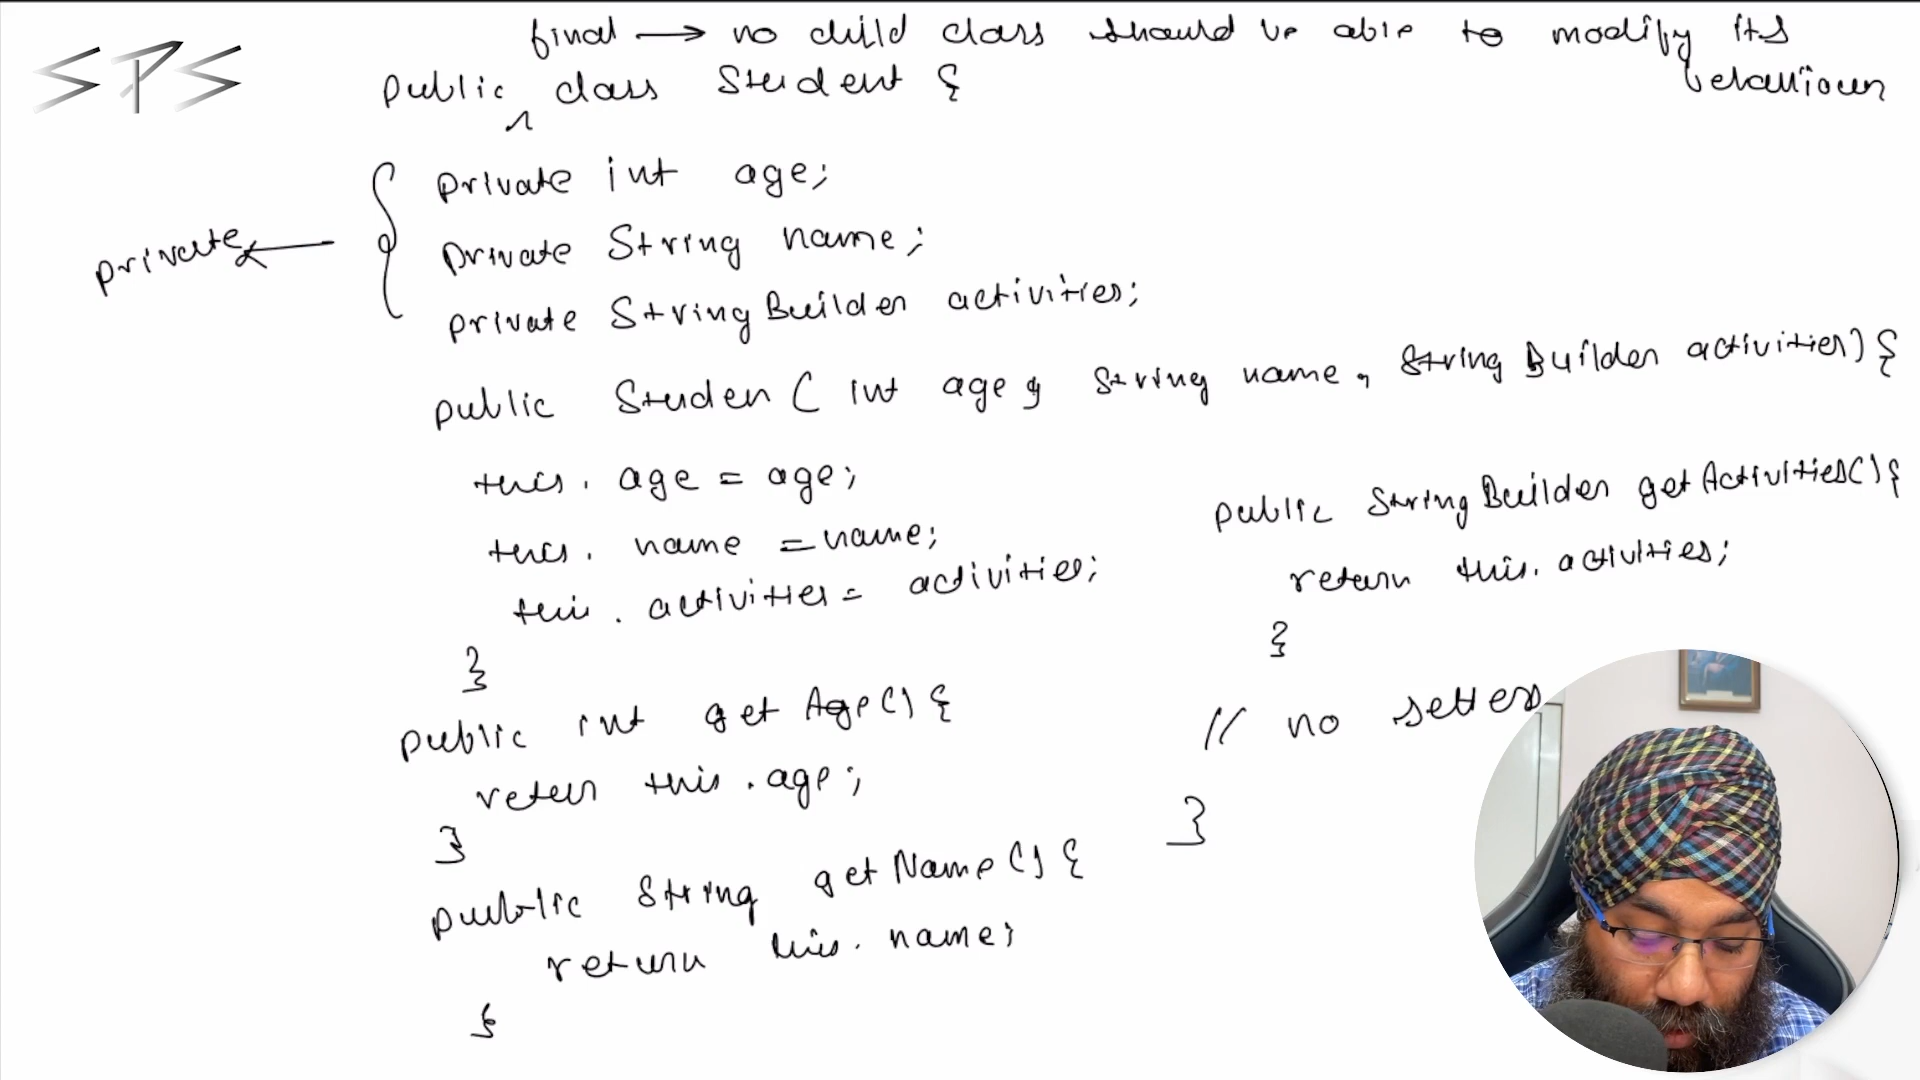 SPS
final → no child class should be able to modify its
behaviour
public class Student {
private
private int age;
private String name;
private StringBuilder activities;
public Studen ( int age, String name, StringBuilder activities) {
this. age = age;
this. name = name;
this. activities = activities;
}
public int getAge() {
return this. age;
}
public String getName() {
return this. name;
}
public StringBuilder getActivities() {
return this. activities;
}
// no setters
}